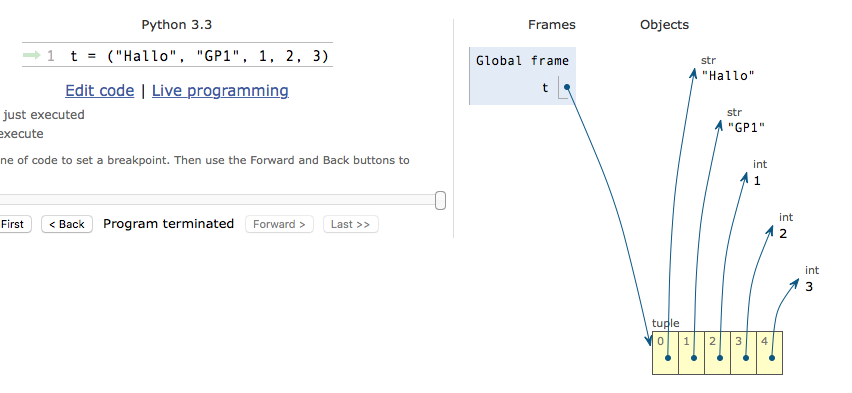 Python 3.3
1 t = ("Hallo", "GP1", 1, 2, 3)
Edit code | Live programming
just executed
execute
ne of code to set a breakpoint. Then use the Forward and Back buttons to
First < Back Program terminated Forward > Last >>
Frames Objects
Global frame
t
str
"Hallo"
str
"GP1"
int
1
int
2
int
3
tuple
0 1 2 3 4